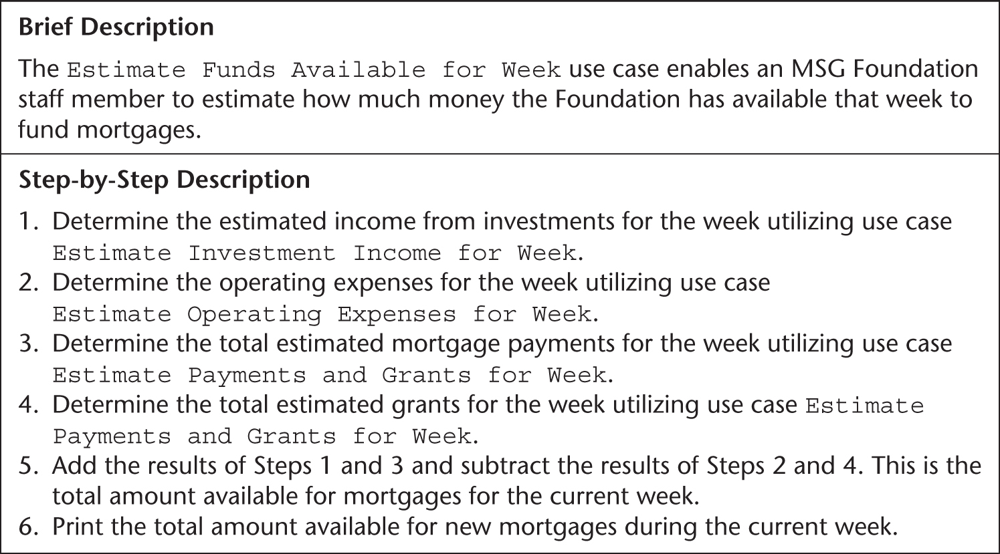 Brief Description
The Estimate Funds Available for Week use case enables an MSG Foundation
staff member to estimate how much money the Foundation has available that week to
fund mortgages.
Step-by-Step Description
1. Determine the estimated income from investments for the week utilizing use case
Estimate Investment Income for Week.
2. Determine the operating expenses for the week utilizing use case
Estimate Operating Expenses for Week.
3. Determine the total estimated mortgage payments for the week utilizing use case
Estimate Payments and Grants for Week.
4. Determine the total estimated grants for the week utilizing use case Estimate
Payments and Grants for Week.
5. Add the results of Steps 1 and 3 and subtract the results of Steps 2 and 4. This is the
total amount available for mortgages for the current week.
6. Print the total amount available for new mortgages during the current week.